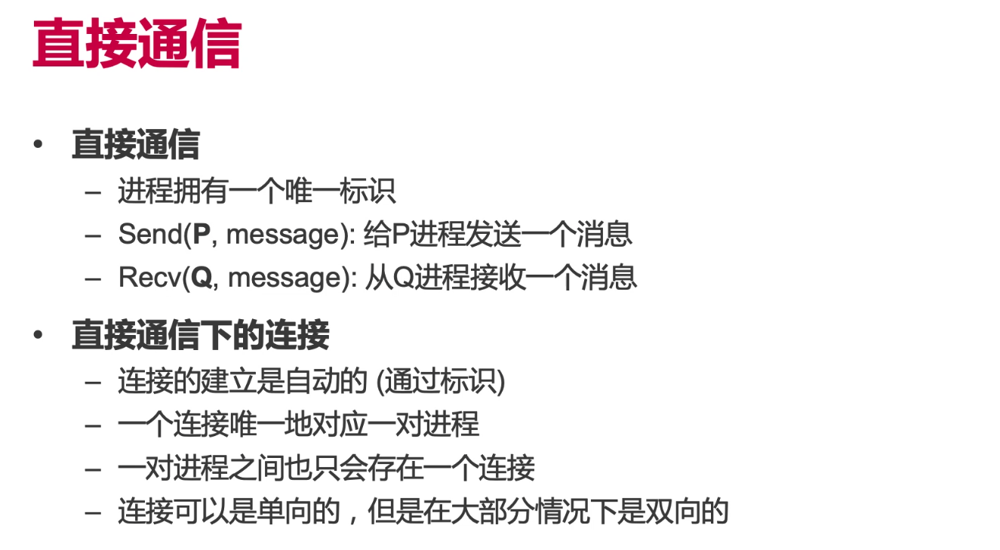 直接通信
• 直接通信
– 进程拥有一个唯一标识
– Send(P, message): 给P进程发送一个消息
– Recv(Q, message): 从Q进程接收一个消息
• 直接通信下的连接
– 连接的建立是自动的 (通过标识)
– 一个连接唯一地对应一对进程
– 一对进程之间也只会存在一个连接
– 连接可以是单向的，但是在大部分情况下是双向的